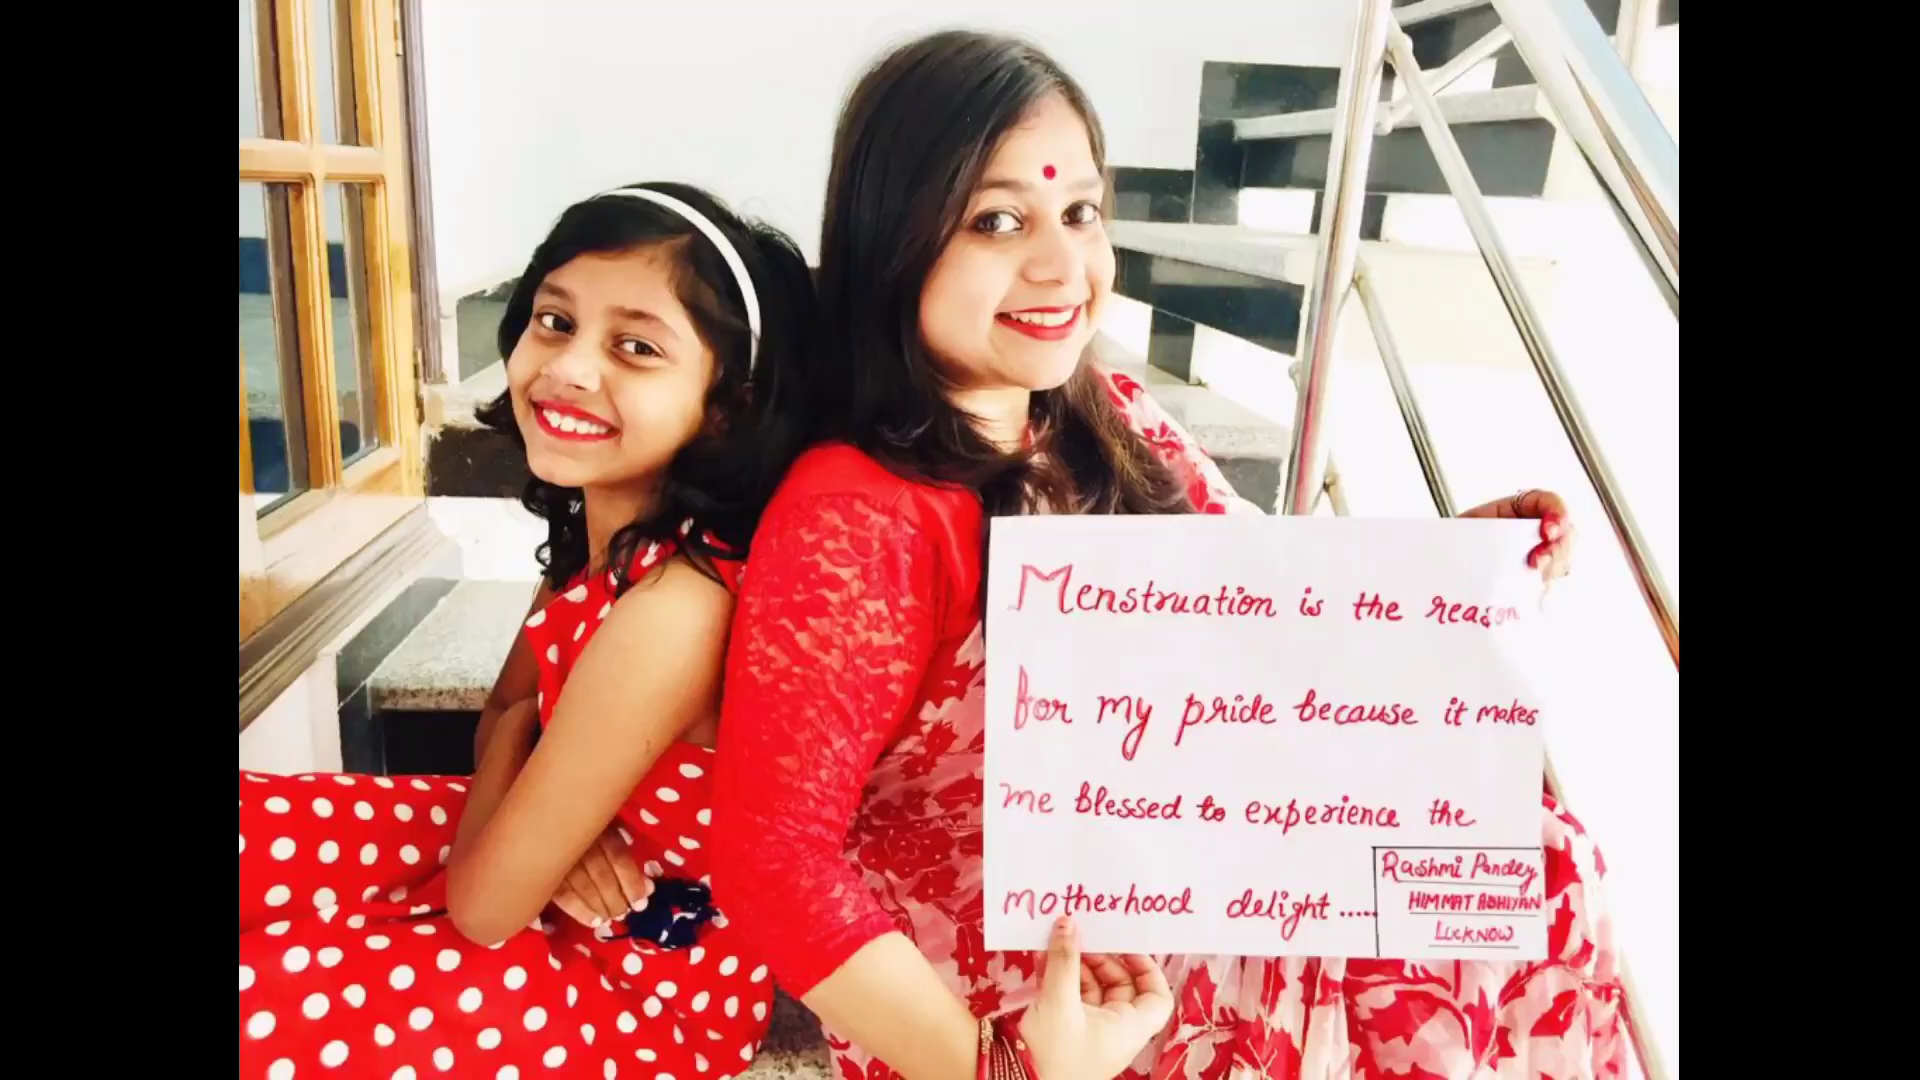 Menstruation is the reason
for my pride because it makes
me blessed to experience the
motherhood delight.....
Rashmi Pandey
HIMMAT ABHIYAN
LUCKNOW